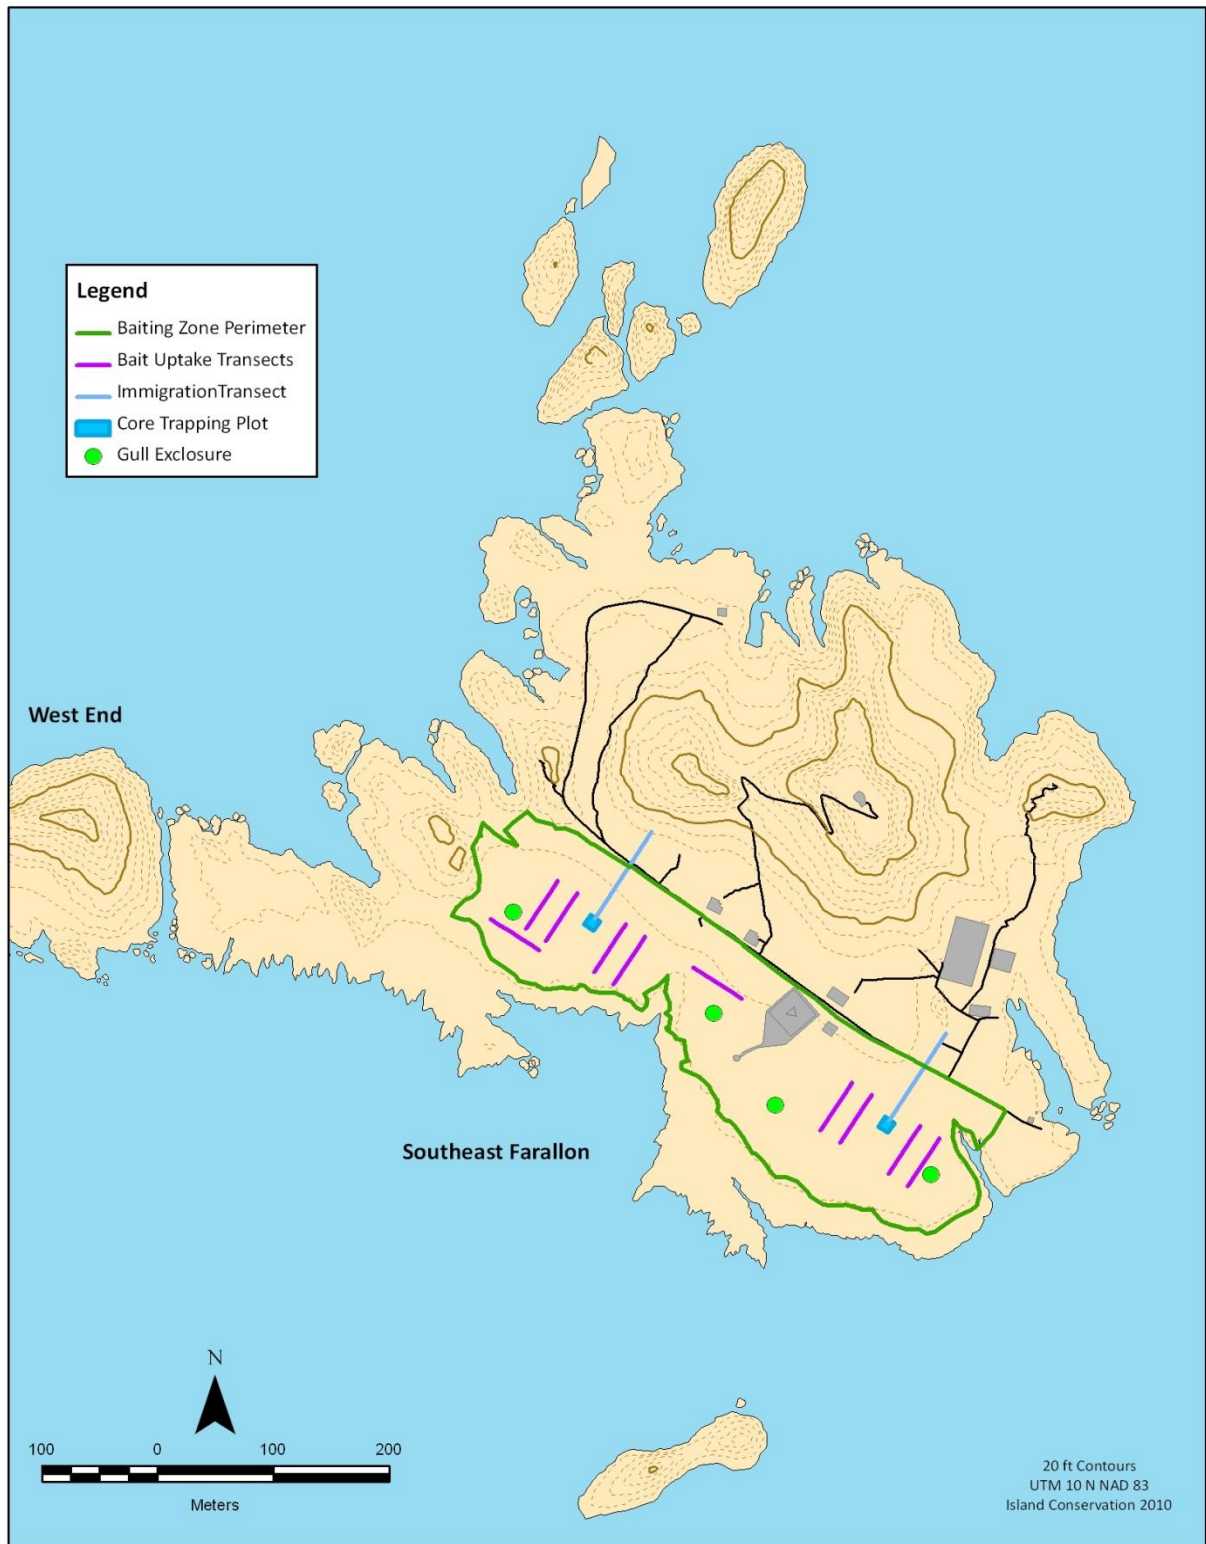 Legend
Baiting Zone Perimeter
Bait Uptake Transects
ImmigrationTransect
Core Trapping Plot
Gull Exclosure
West End
Southeast Farallon
N
100 0 100 200
Meters
20 ft Contours
UTM 10 N NAD 83
Island Conservation 2010